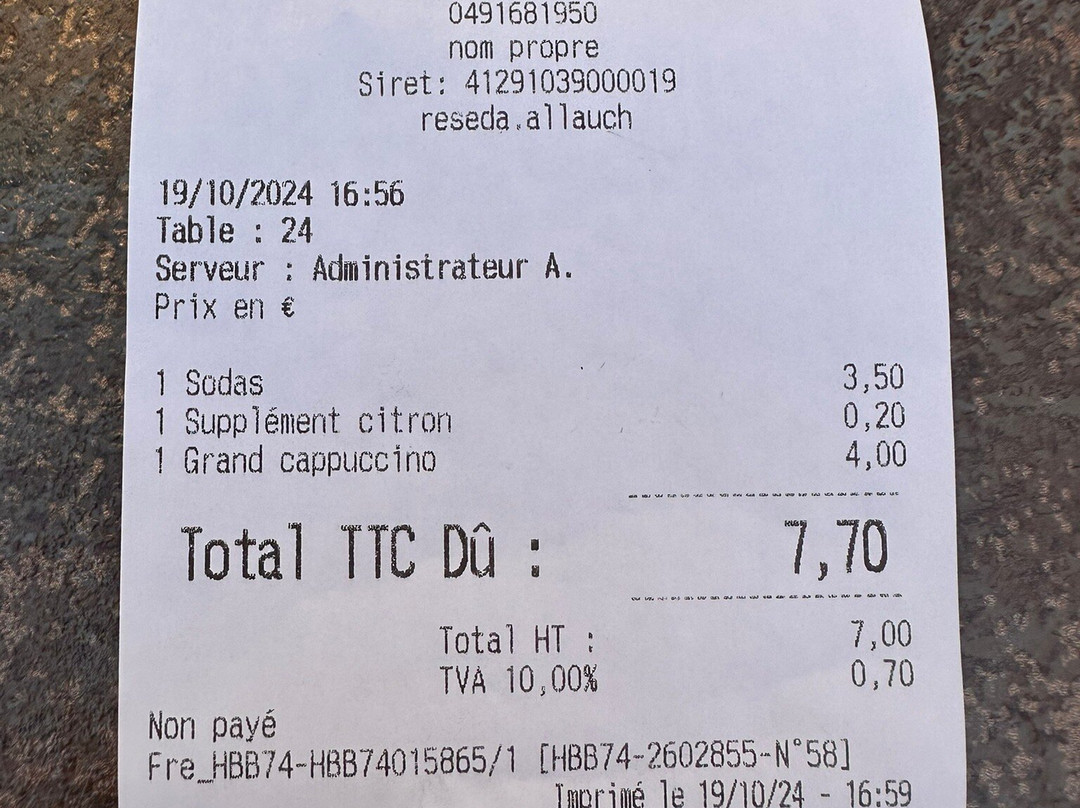 0491681950
nom propre
Siret: 41291039000019
reseda.allauch
19/10/2024 16:56
Table : 24
Serveur : Administrateur A.
Prix en €
1 Sodas 3,50
1 Supplément citron 0,20
1 Grand cappuccino 4,00
Total TTC Dû : 7,70
Total HT : 7,00
TVA 10,00% 0,70
Non payé
Fre_HBB74-HBB74015865/1 [HBB74-2602855-N°58]
Imprimé le 19/10/24 - 16:59